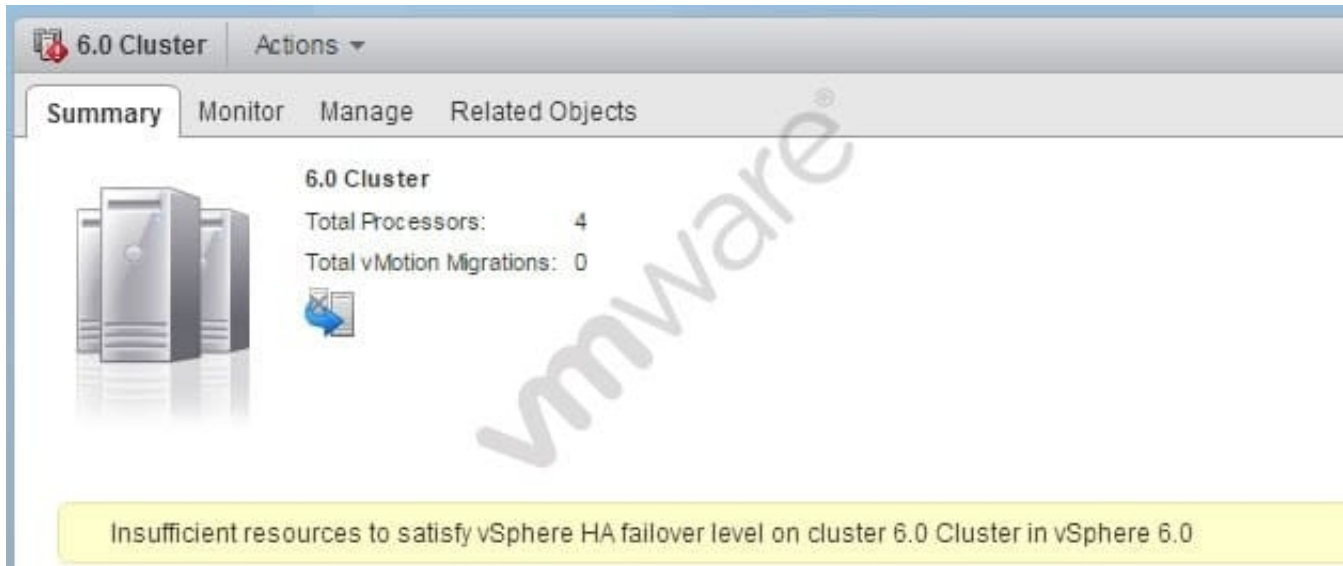 6.0 Cluster Actions
Summary Monitor Manage Related Objects
6.0 Cluster
Total Processors: 4
Total vMotion Migrations: 0
vmware®
Insufficient resources to satisfy vSphere HA failover level on cluster 6.0 Cluster in vSphere 6.0